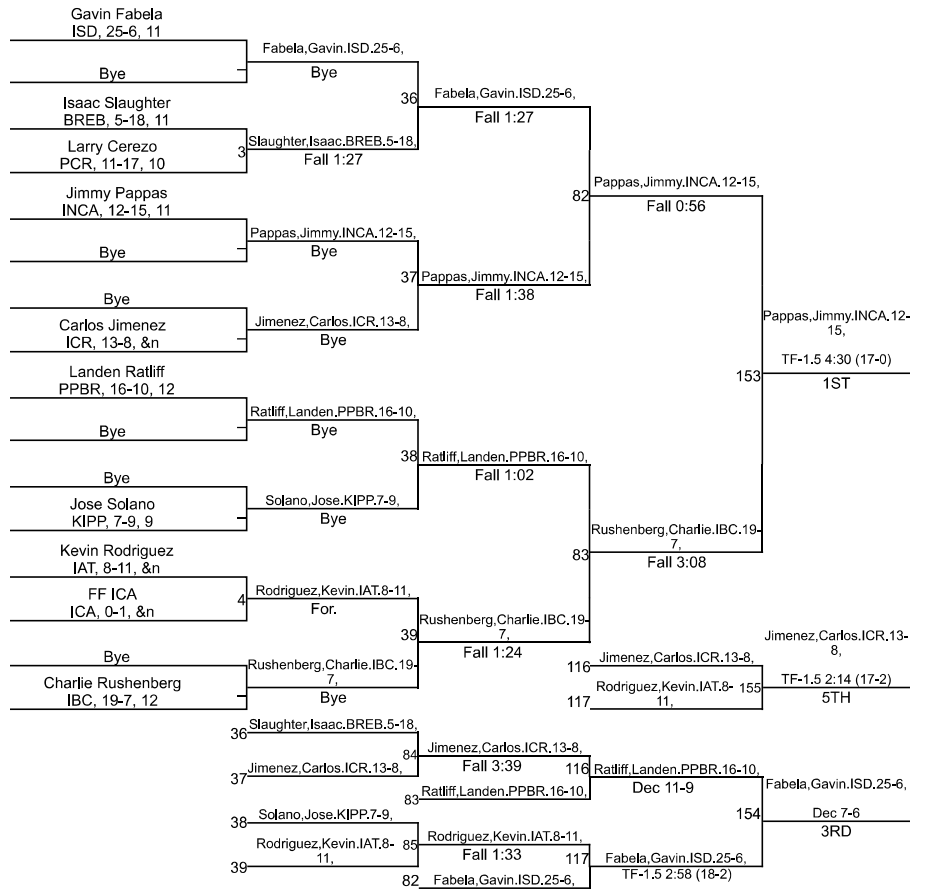 Gavin Fabela
ISD, 25-6, 11
Fabela,Gavin.ISD.25-6,
Bye
Bye
36
Fabela,Gavin.ISD.25-6,
Fall 1:27
Isaac Slaughter
BREB, 5-18, 11
3
Slaughter,Isaac.BREB.5-18,
Fall 1:27
Larry Cerezo
PCR, 11-17, 10
82
Pappas,Jimmy.INCA.12-15,
Fall 0:56
Jimmy Pappas
INCA, 12-15, 11
Pappas,Jimmy.INCA.12-15,
Bye
Bye
37
Pappas,Jimmy.INCA.12-15,
Fall 1:38
Bye
Jimenez,Carlos.ICR.13-8,
Bye
Carlos Jimenez
ICR, 13-8, &n
Pappas,Jimmy.INCA.12-
15,
153
TF-1.5 4:30 (17-0)
1ST
Landen Ratliff
PPBR, 16-10, 12
Ratliff,Landen.PPBR.16-10,
Bye
Bye
38
Ratliff,Landen.PPBR.16-10,
Fall 1:02
Bye
Solano,Jose.KIPP.7-9,
Bye
Jose Solano
KIPP, 7-9, 9
83
Rushenberg,Charlie.IBC.19-
7,
Fall 3:08
Kevin Rodriguez
IAT, 8-11, &n
4
Rodriguez,Kevin.IAT.8-11,
For.
FF ICA
ICA, 0-1, &n
39
Rushenberg,Charlie.IBC.19-
7,
Fall 1:24
Bye
Rushenberg,Charlie.IBC.19-
7,
Bye
Charlie Rushenberg
IBC, 19-7, 12
116
Jimenez,Carlos.ICR.13-8,
117
Rodriguez,Kevin.IAT.8-
11,
155
Jimenez,Carlos.ICR.13-
8,
TF-1.5 2:14 (17-2)
5TH
36
Slaughter,Isaac.BREB.5-18,
84
Jimenez,Carlos.ICR.13-8,
Fall 3:39
37
Jimenez,Carlos.ICR.13-8,
83
Ratliff,Landen.PPBR.16-10,
116
Ratliff,Landen.PPBR.16-10,
Dec 11-9
38
Solano,Jose.KIPP.7-9,
85
Rodriguez,Kevin.IAT.8-11,
Fall 1:33
39
Rodriguez,Kevin.IAT.8-
11,
82
Fabela,Gavin.ISD.25-6,
117
Fabela,Gavin.ISD.25-6,
TF-1.5 2:58 (18-2)
154
Fabela,Gavin.ISD.25-6,
Dec 7-6
3RD